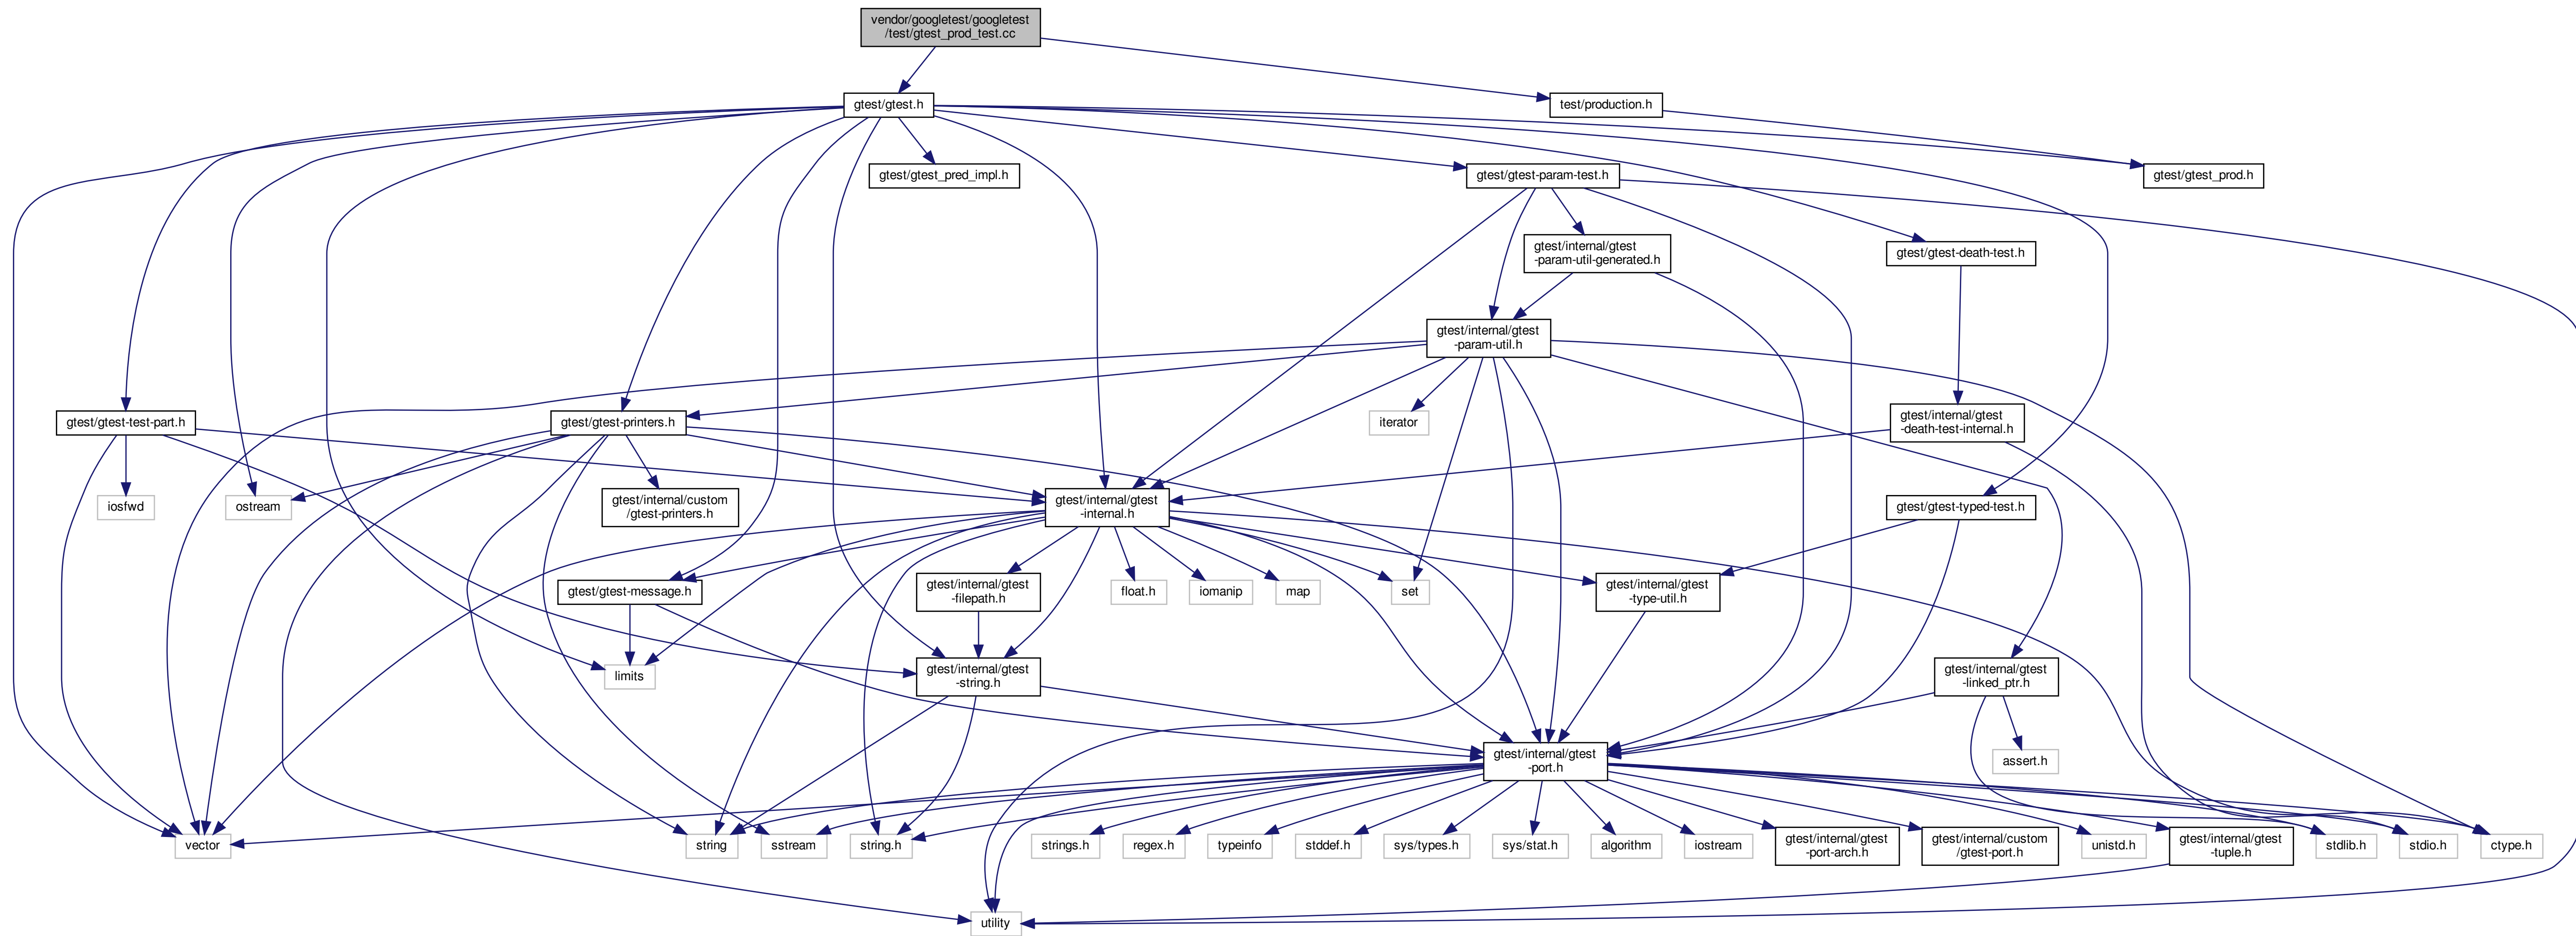 vendor/googletest/googletest
/test/gtest_prod_test.cc
gtest/gtest.h
test/production.h
gtest/gtest_pred_impl.h
gtest/gtest-param-test.h
gtest/gtest_prod.h
gtest/internal/gtest
-param-util-generated.h
gtest/gtest-death-test.h
gtest/internal/gtest
-param-util.h
gtest/gtest-test-part.h
gtest/gtest-printers.h
iterator
gtest/internal/gtest
-death-test-internal.h
iosfwd
ostream
gtest/internal/custom
/gtest-printers.h
gtest/internal/gtest
-internal.h
gtest/gtest-typed-test.h
gtest/gtest-message.h
gtest/internal/gtest
-filepath.h
float.h
iomanip
map
set
gtest/internal/gtest
-type-util.h
limits
gtest/internal/gtest
-string.h
gtest/internal/gtest
-linked_ptr.h
gtest/internal/gtest
-port.h
assert.h
vector
string
sstream
string.h
strings.h
regex.h
typeinfo
stddef.h
sys/types.h
sys/stat.h
algorithm
iostream
gtest/internal/gtest
-port-arch.h
gtest/internal/custom
/gtest-port.h
unistd.h
gtest/internal/gtest
-tuple.h
stdlib.h
stdio.h
ctype.h
utility